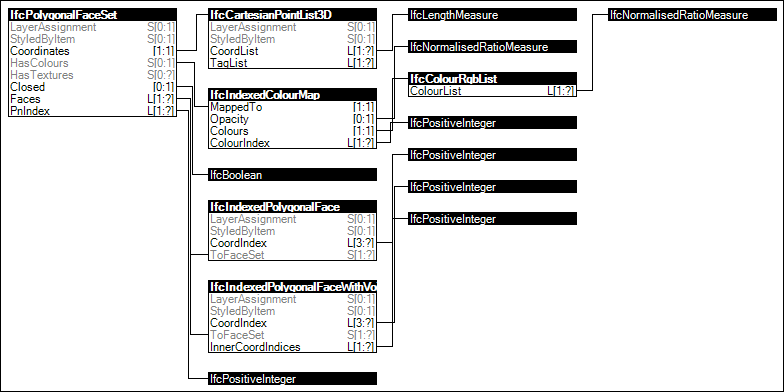 IfcPolygonalFaceSet
LayerAssignment S[0:1]
StyledByItem S[0:1]
Coordinates [1:1]
HasColours S[0:1]
HasTextures S[0:?]
Closed [0:1]
Faces L[1:?]
PnIndex L[1:?]
IfcCartesianPointList3D
LayerAssignment S[0:1]
StyledByItem S[0:1]
CoordList L[1:?]
TagList L[1:?]
IfcIndexedColourMap
MappedTo [1:1]
Opacity [0:1]
Colours [1:1]
ColourIndex L[1:?]
IfcBoolean
IfcIndexedPolygonalFace
LayerAssignment S[0:1]
StyledByItem S[0:1]
CoordIndex L[3:?]
ToFaceSet S[1:?]
IfcIndexedPolygonalFaceWithVo
LayerAssignment S[0:1]
StyledByItem S[0:1]
CoordIndex L[3:?]
ToFaceSet S[1:?]
InnerCoordIndices L[1:?]
IfcPositiveInteger
IfcLengthMeasure
IfcNormalisedRatioMeasure
IfcColourRgbList
ColourList L[1:?]
IfcPositiveInteger
IfcPositiveInteger
IfcPositiveInteger
IfcPositiveInteger
IfcNormalisedRatioMeasure